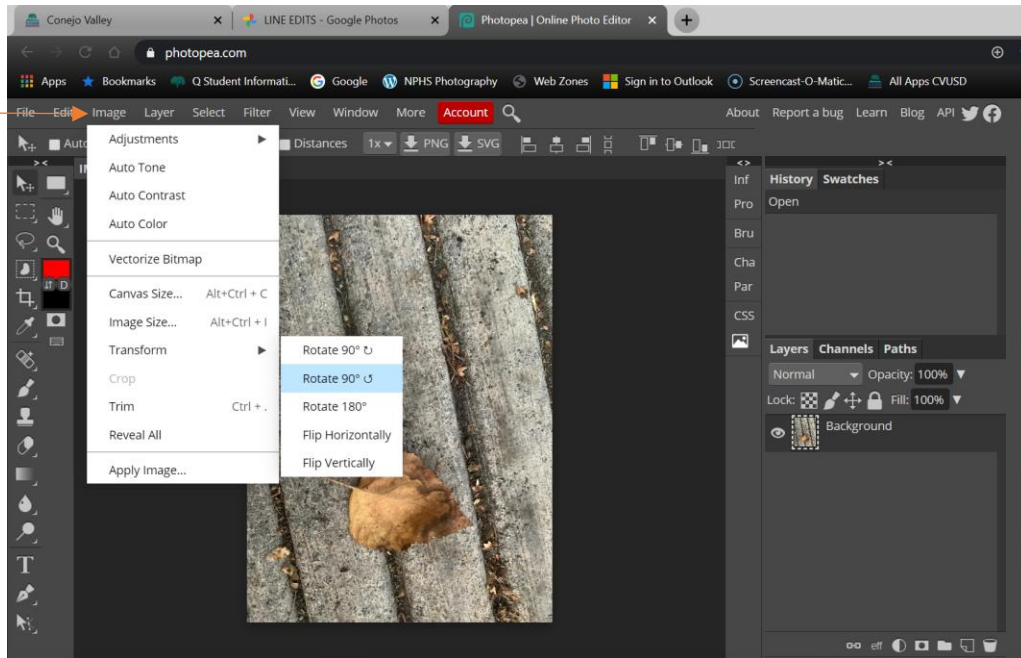 Conejo Valley
LINE EDITS - Google Photos
Photopea | Online Photo Editor
photopea.com
Apps Bookmarks Q Student Informati... Google NPHS Photography Web Zones Sign in to Outlook Screencast-O-Matic... All Apps CVUSD
File Edit Image Layer Select Filter View Window More Account About Report a bug Learn Blog API
Distances 1x PNG SVG
Adjustments
Auto Tone
Auto Contrast
Auto Color
Vectorize Bitmap
Canvas Size... Alt+Ctrl + C
Image Size... Alt+Ctrl + I
Transform
Crop
Trim Ctrl + .
Reveal All
Apply Image...
Rotate 90° ↻
Rotate 90° ↺
Rotate 180°
Flip Horizontally
Flip Vertically
D
T
Inf
Pro
Bru
Cha
Par
CSS
History Swatches
Open
Layers Channels Paths
Normal Opacity: 100%
Lock: Fill: 100%
Background
eff